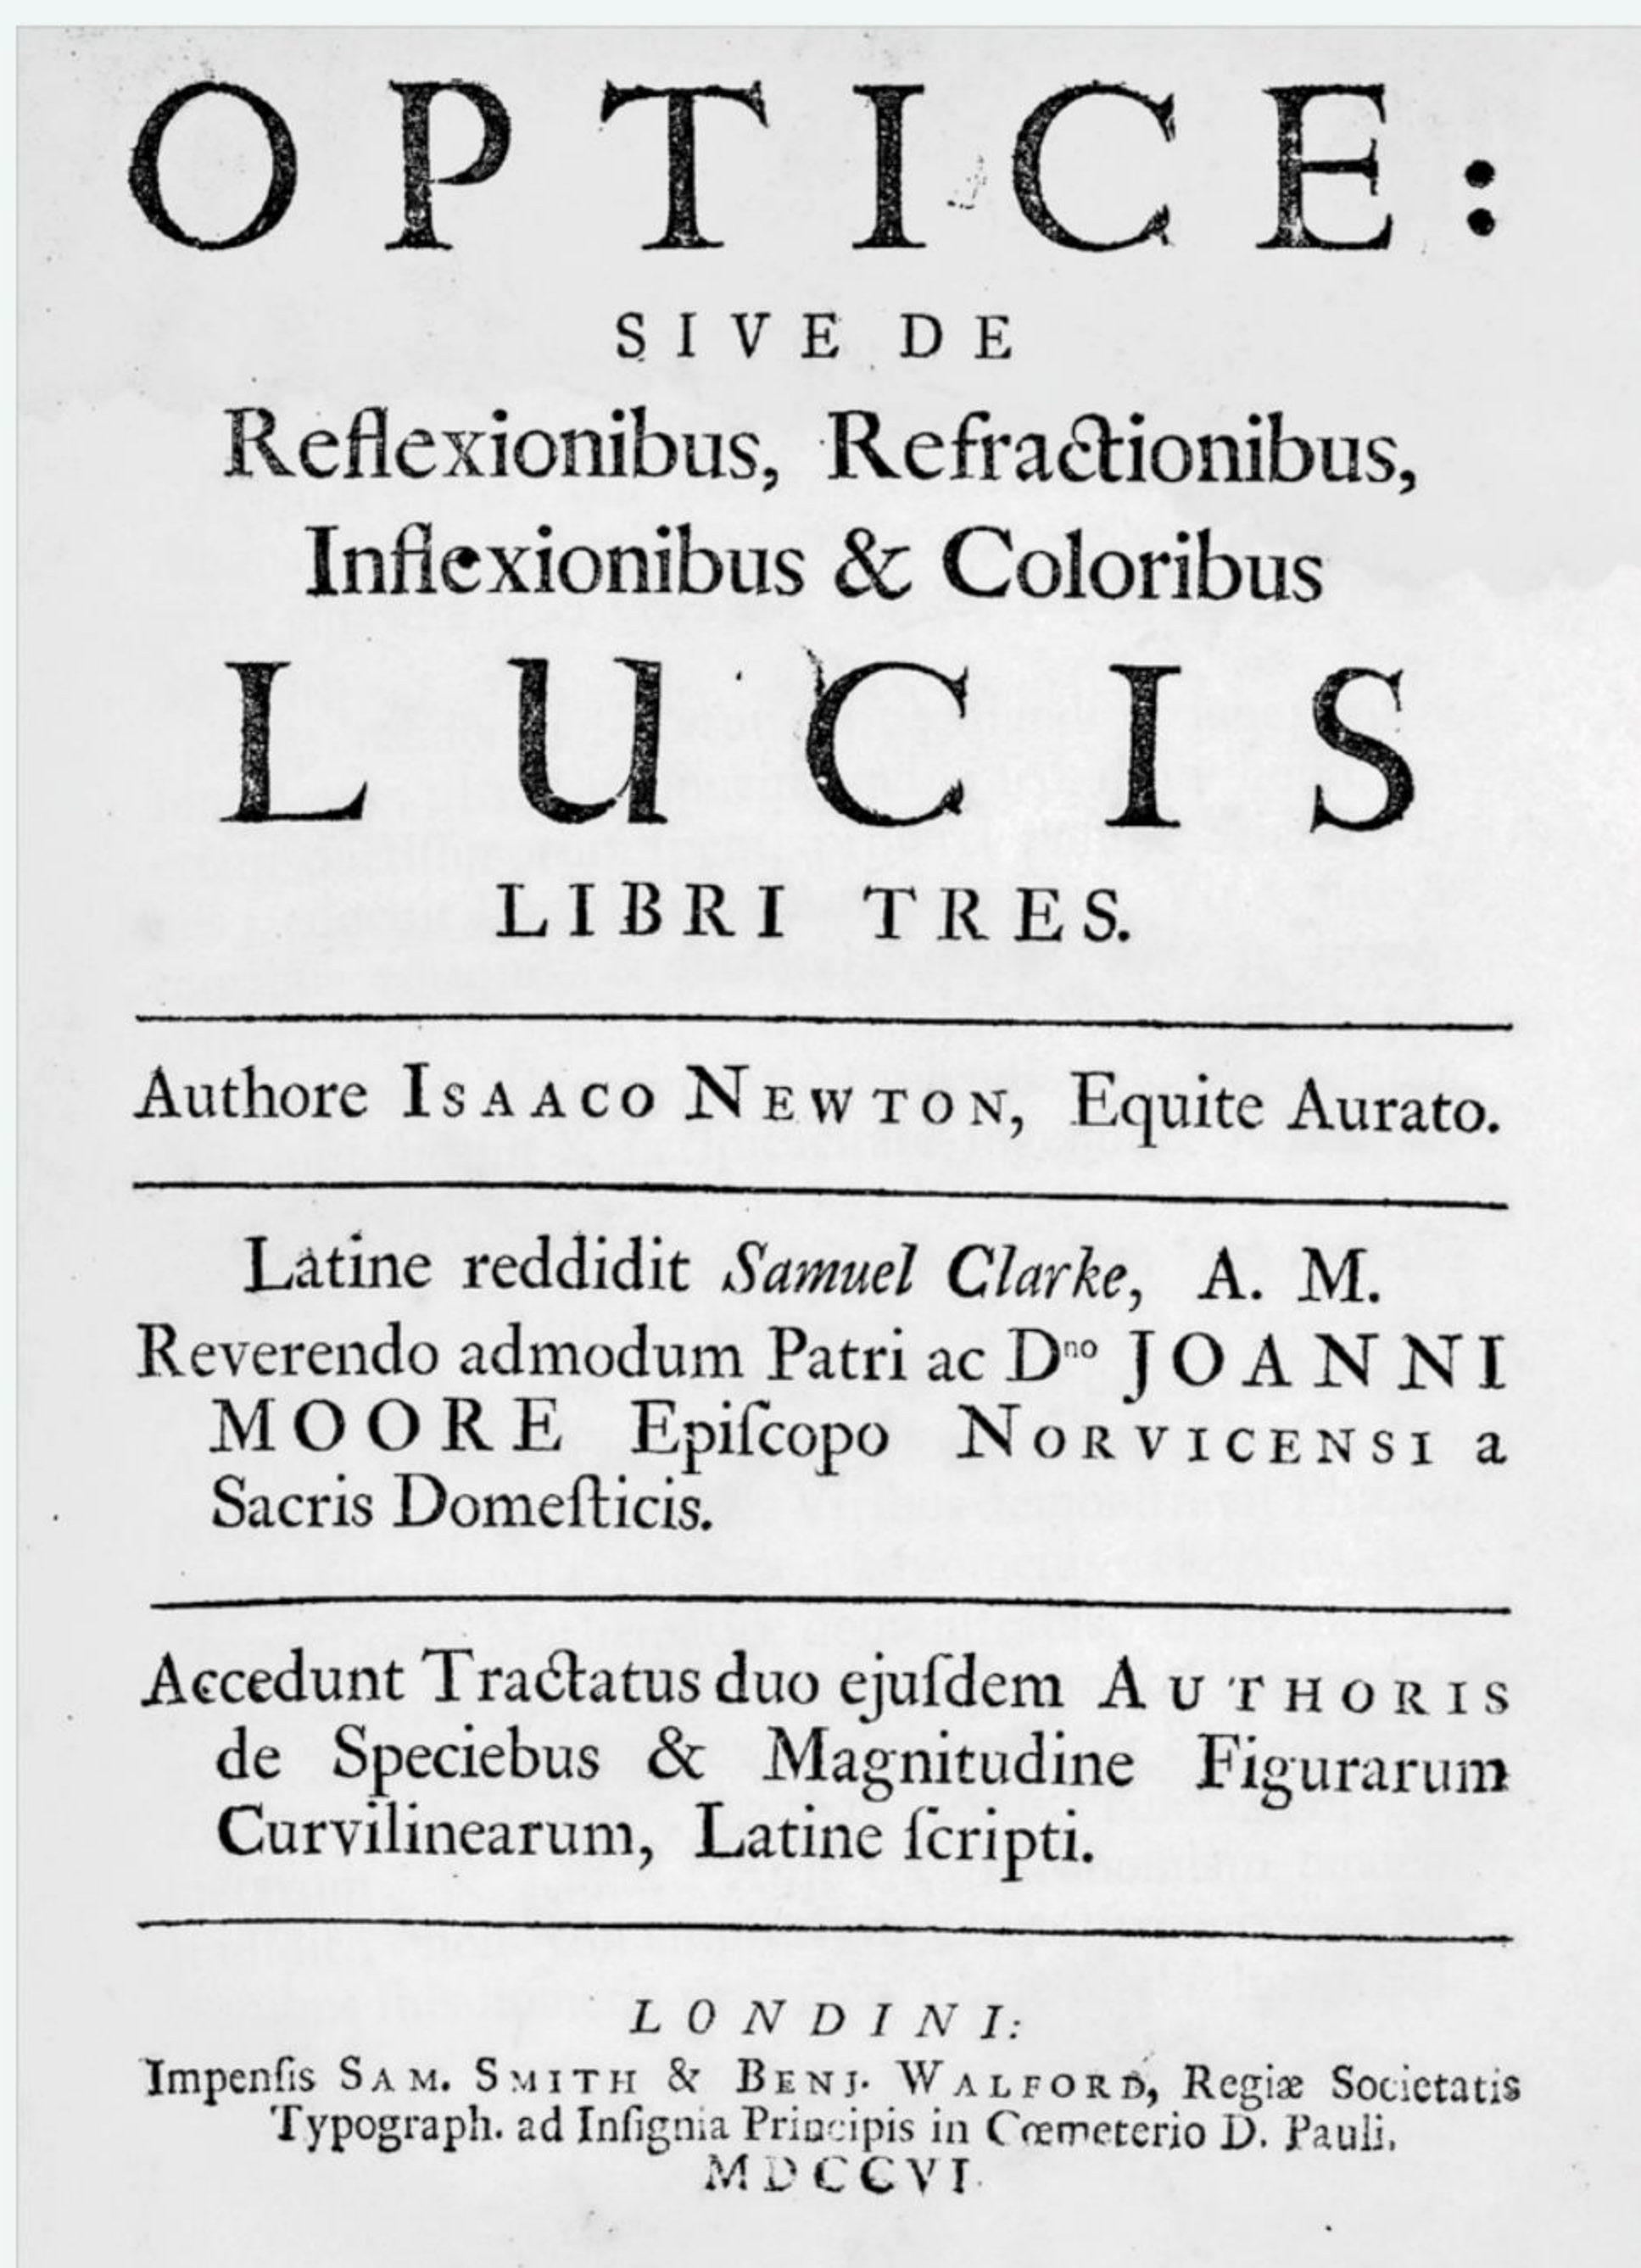 OPTICE:
SIVE DE
Reflexionibus, Refractionibus,
Inflexionibus & Coloribus
LUCIS
LIBRI TRES.
Authore ISAACO NEWTON, Equite Aurato.
Latine reddidit Samuel Clarke, A. M.
Reverendo admodum Patri ac Dⁿᵒ JOANNI
MOORE Epiſcopo NORVICENSI a
Sacris Domeſticis.
Accedunt Tractatus duo ejuſdem AUTHORIS
de Speciebus & Magnitudine Figurarum
Curvilinearum, Latine ſcripti.
LONDINI:
Impenſis SAM. SMITH & BENJ. WALFORD, Regiæ Societatis
Typograph. ad Inſignia Principis in Cœmeterio D. Pauli.
MDCCVI.